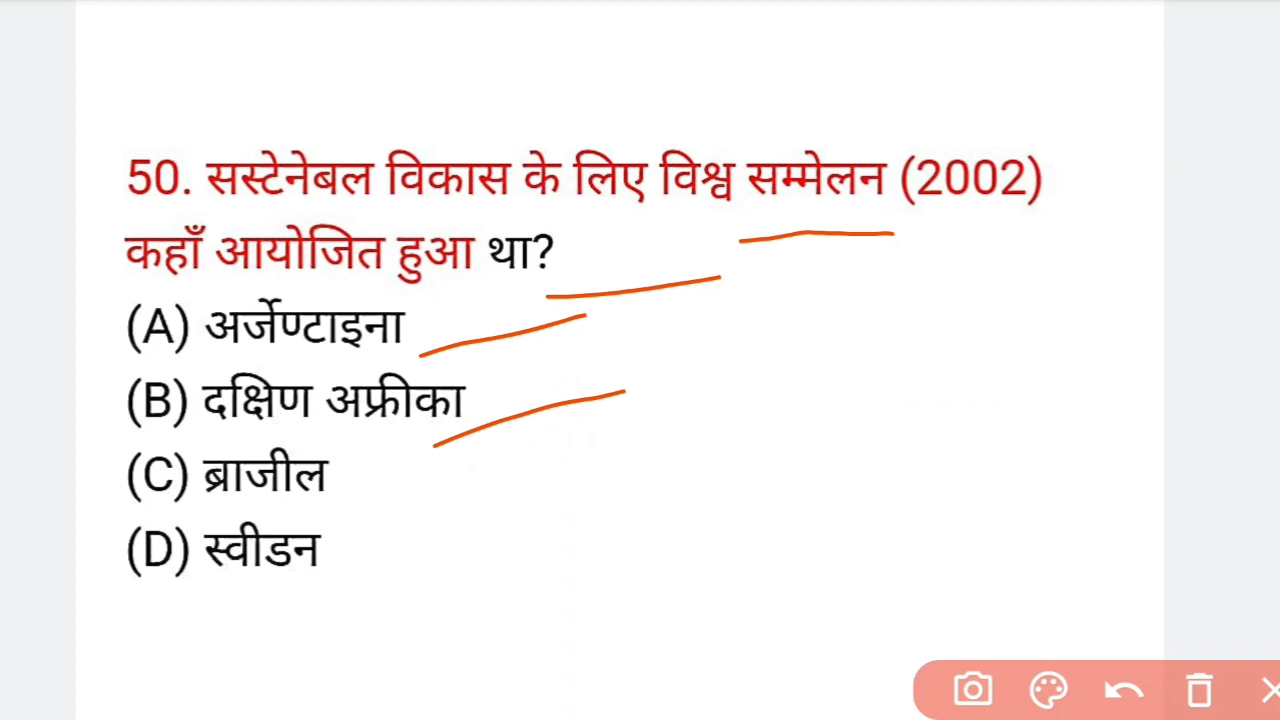 50. सस्टेनेबल विकास के लिए विश्व सम्मेलन (2002)
कहाँ आयोजित हुआ था?
(A) अर्जेण्टाइना
(B) दक्षिण अफ्रीका
(C) ब्राजील
(D) स्वीडन